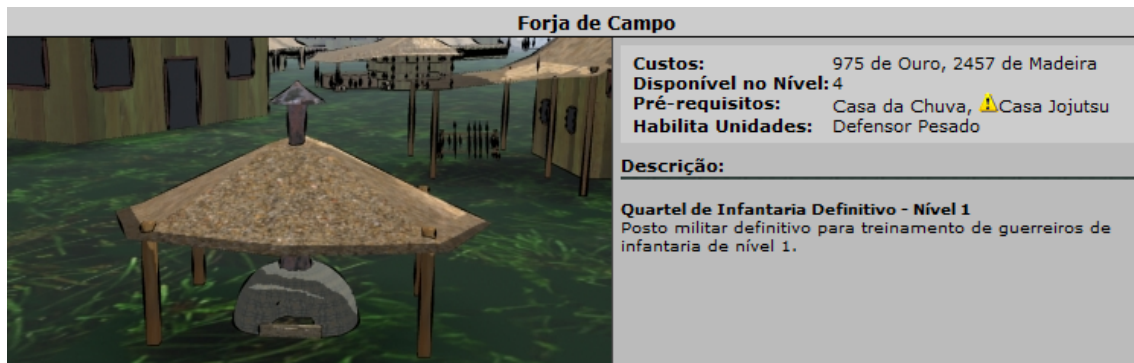 Forja de Campo
Custos: 975 de Ouro, 2457 de Madeira
Disponível no Nível: 4
Pré-requisitos: Casa da Chuva, Casa Jojutsu
Habilita Unidades: Defensor Pesado
Descrição:
Quartel de Infantaria Definitivo - Nível 1
Posto militar definitivo para treinamento de guerreiros de
infantaria de nível 1.